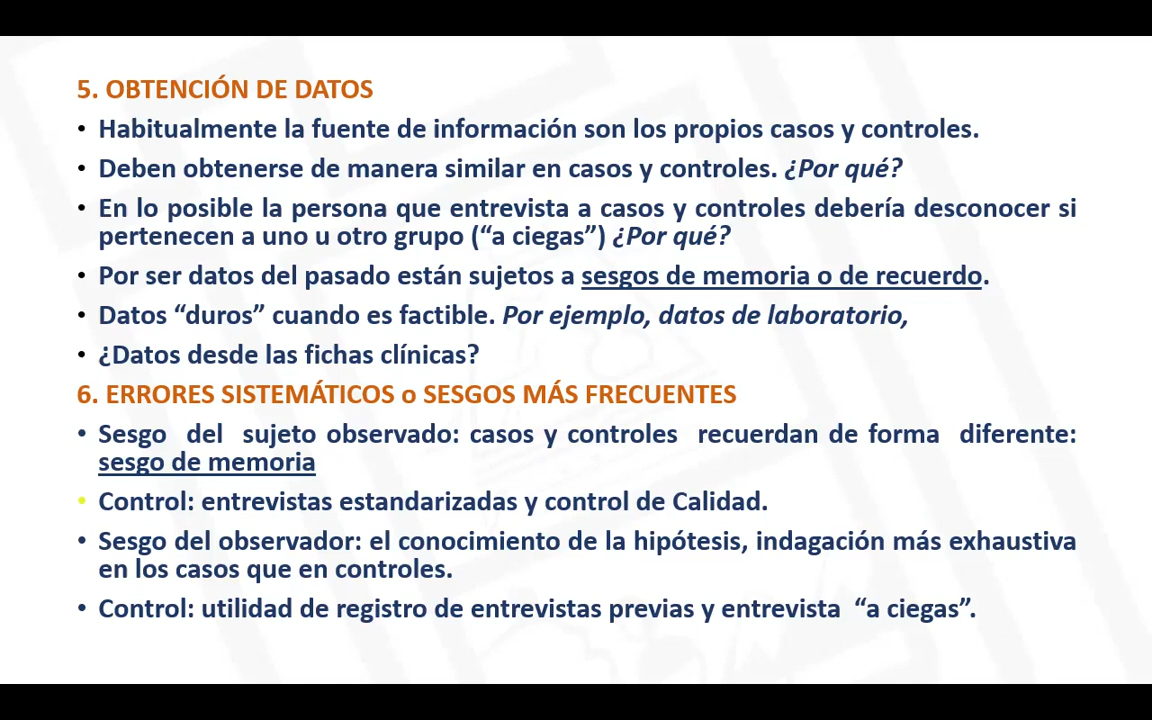 5. OBTENCIÓN DE DATOS
• Habitualmente la fuente de información son los propios casos y controles.
• Deben obtenerse de manera similar en casos y controles. ¿Por qué?
• En lo posible la persona que entrevista a casos y controles debería desconocer si
pertenecen a uno u otro grupo (“a ciegas”) ¿Por qué?
• Por ser datos del pasado están sujetos a sesgos de memoria o de recuerdo.
• Datos “duros” cuando es factible. Por ejemplo, datos de laboratorio,
• ¿Datos desde las fichas clínicas?
6. ERRORES SISTEMÁTICOS o SESGOS MÁS FRECUENTES
• Sesgo del sujeto observado: casos y controles recuerdan de forma diferente:
sesgo de memoria
• Control: entrevistas estandarizadas y control de Calidad.
• Sesgo del observador: el conocimiento de la hipótesis, indagación más exhaustiva
en los casos que en controles.
• Control: utilidad de registro de entrevistas previas y entrevista “a ciegas”.